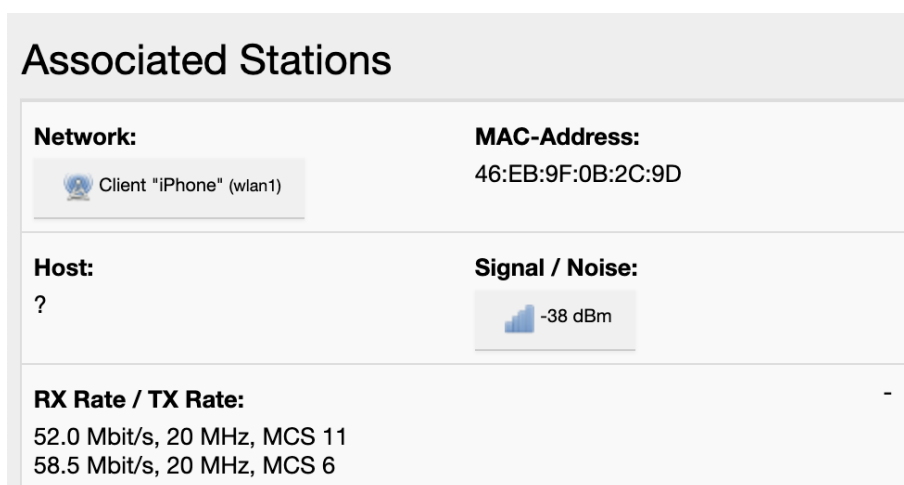 Associated Stations
Network:
Client "iPhone" (wlan1)
MAC-Address:
46:EB:9F:0B:2C:9D
Host:
?
Signal / Noise:
-38 dBm
RX Rate / TX Rate:
52.0 Mbit/s, 20 MHz, MCS 11
58.5 Mbit/s, 20 MHz, MCS 6
-